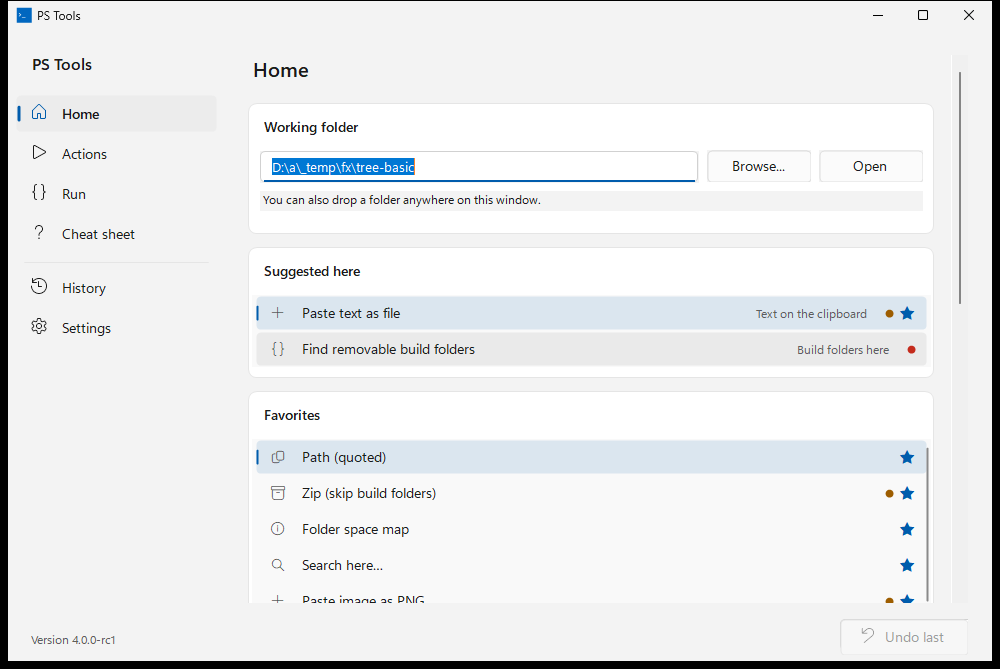 PS Tools
PS Tools
Home
Actions
Run
Cheat sheet
History
Settings
Version 4.0.0-rc1
Home
Working folder
D:\a\_temp\fx\tree-basic
Browse...
Open
You can also drop a folder anywhere on this window.
Suggested here
Paste text as file Text on the clipboard
Find removable build folders Build folders here
Favorites
Path (quoted)
Zip (skip build folders)
Folder space map
Search here...
Paste image as PNG
Undo last